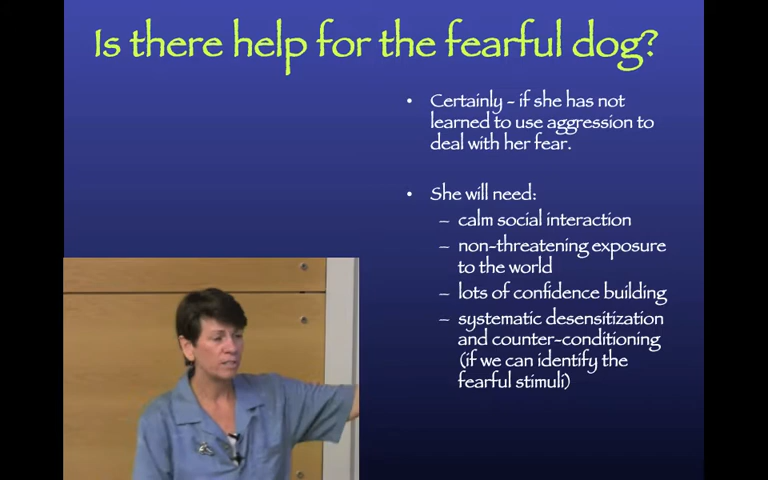 Is there help for the fearful dog?
• Certainly - if she has not
learned to use aggression to
deal with her fear.
• She will need:
– calm social interaction
– non-threatening exposure
to the world
– lots of confidence building
– systematic desensitization
and counter-conditioning
(if we can identify the
fearful stimuli)